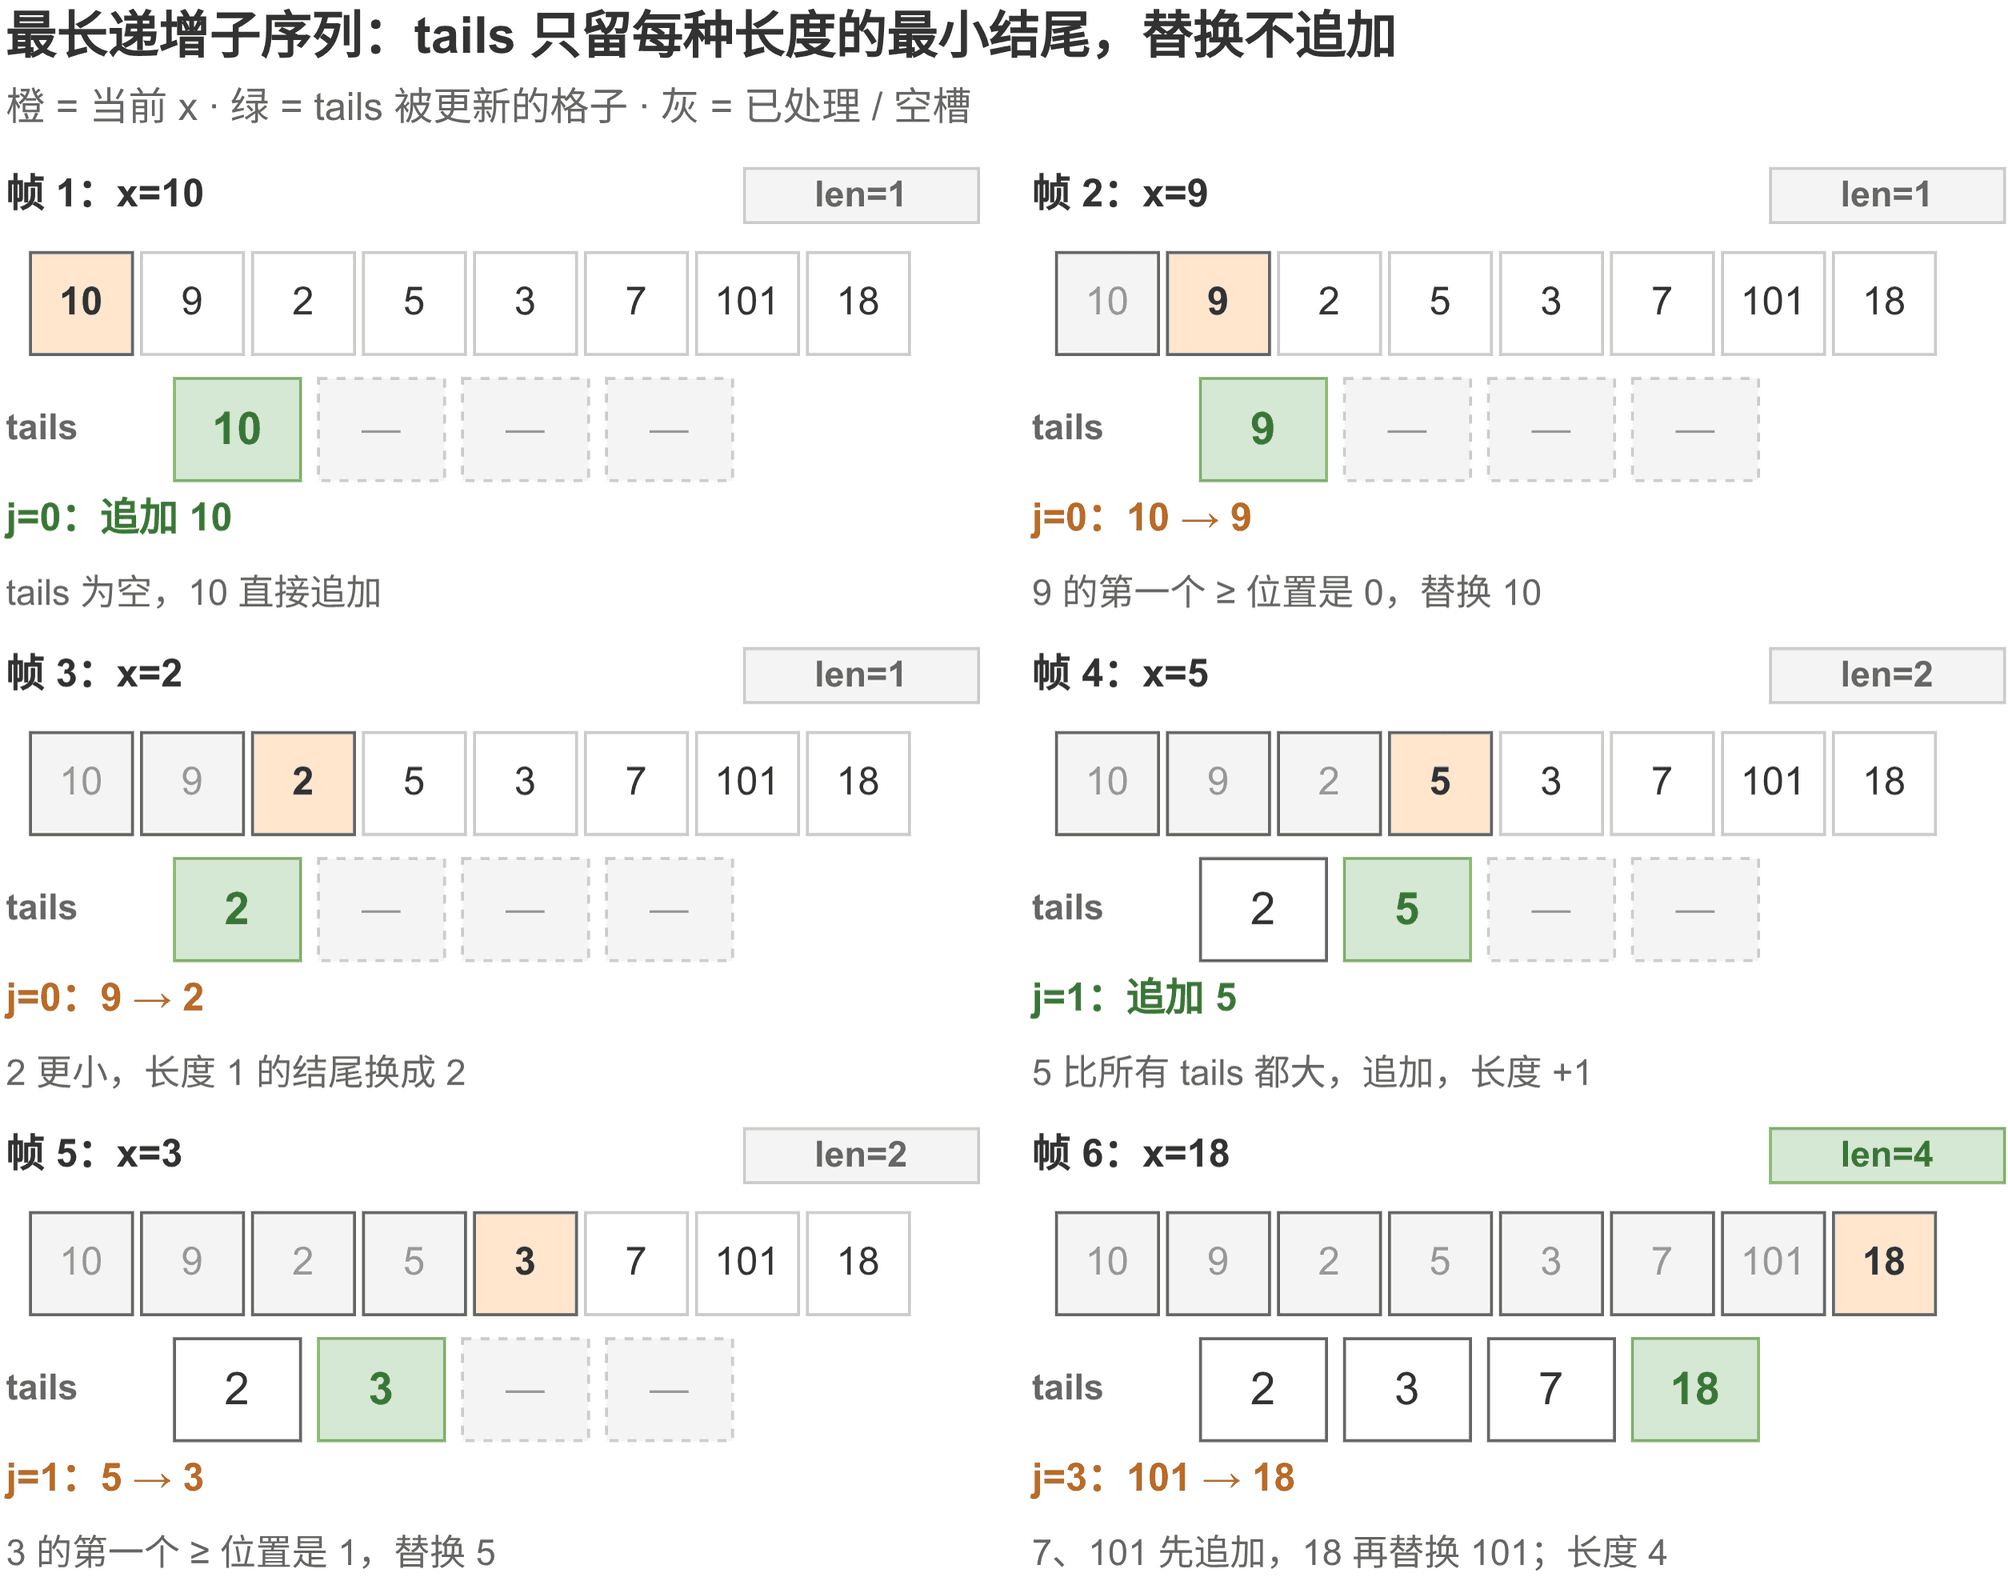 最长递增子序列：tails 只留每种长度的最小结尾，替换不追加
橙 = 当前 x · 绿 = tails 被更新的格子 · 灰 = 已处理 / 空槽
帧 1：x=10
len=1
10 9 2 5 3 7 101 18
tails 10 — — —
j=0：追加 10
tails 为空，10 直接追加
帧 2：x=9
len=1
10 9 2 5 3 7 101 18
tails 9 — — —
j=0：10 → 9
9 的第一个 ≥ 位置是 0，替换 10
帧 3：x=2
len=1
10 9 2 5 3 7 101 18
tails 2 — — —
j=0：9 → 2
2 更小，长度 1 的结尾换成 2
帧 4：x=5
len=2
10 9 2 5 3 7 101 18
tails 2 5 — —
j=1：追加 5
5 比所有 tails 都大，追加，长度 +1
帧 5：x=3
len=2
10 9 2 5 3 7 101 18
tails 2 3 — —
j=1：5 → 3
3 的第一个 ≥ 位置是 1，替换 5
帧 6：x=18
len=4
10 9 2 5 3 7 101 18
tails 2 3 7 18
j=3：101 → 18
7、101 先追加，18 再替换 101；长度 4